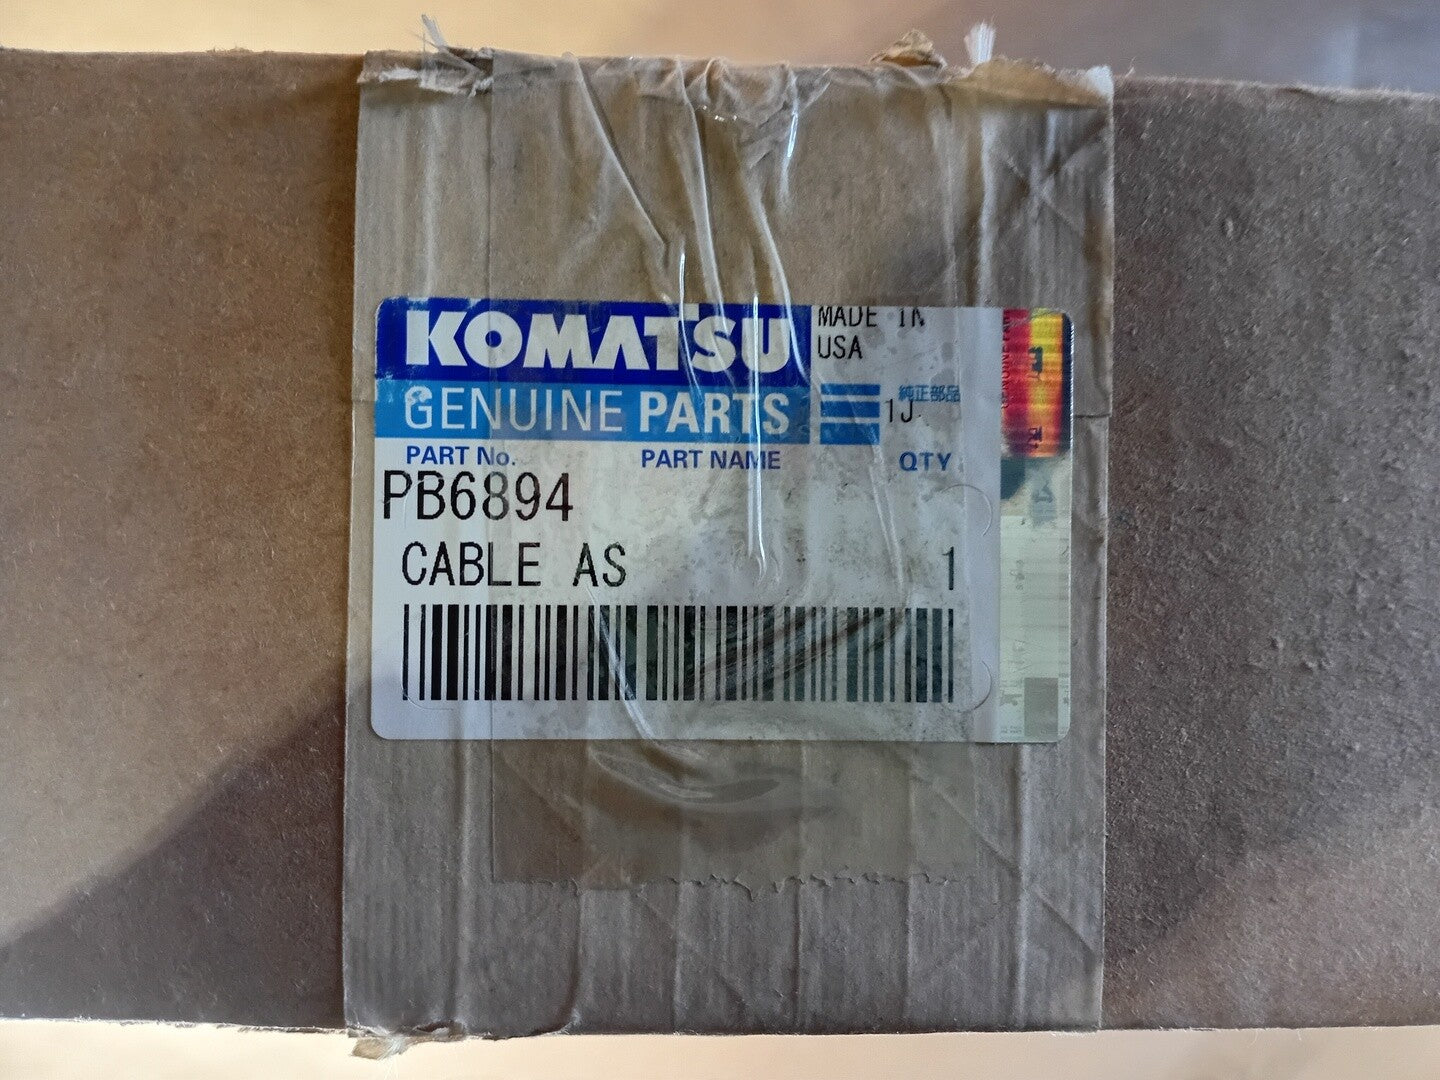 KOMATSU
MADE IN
USA
GENUINE PARTS
純正部品
1J
PART No.
PART NAME
QTY
PB6894
CABLE AS
1